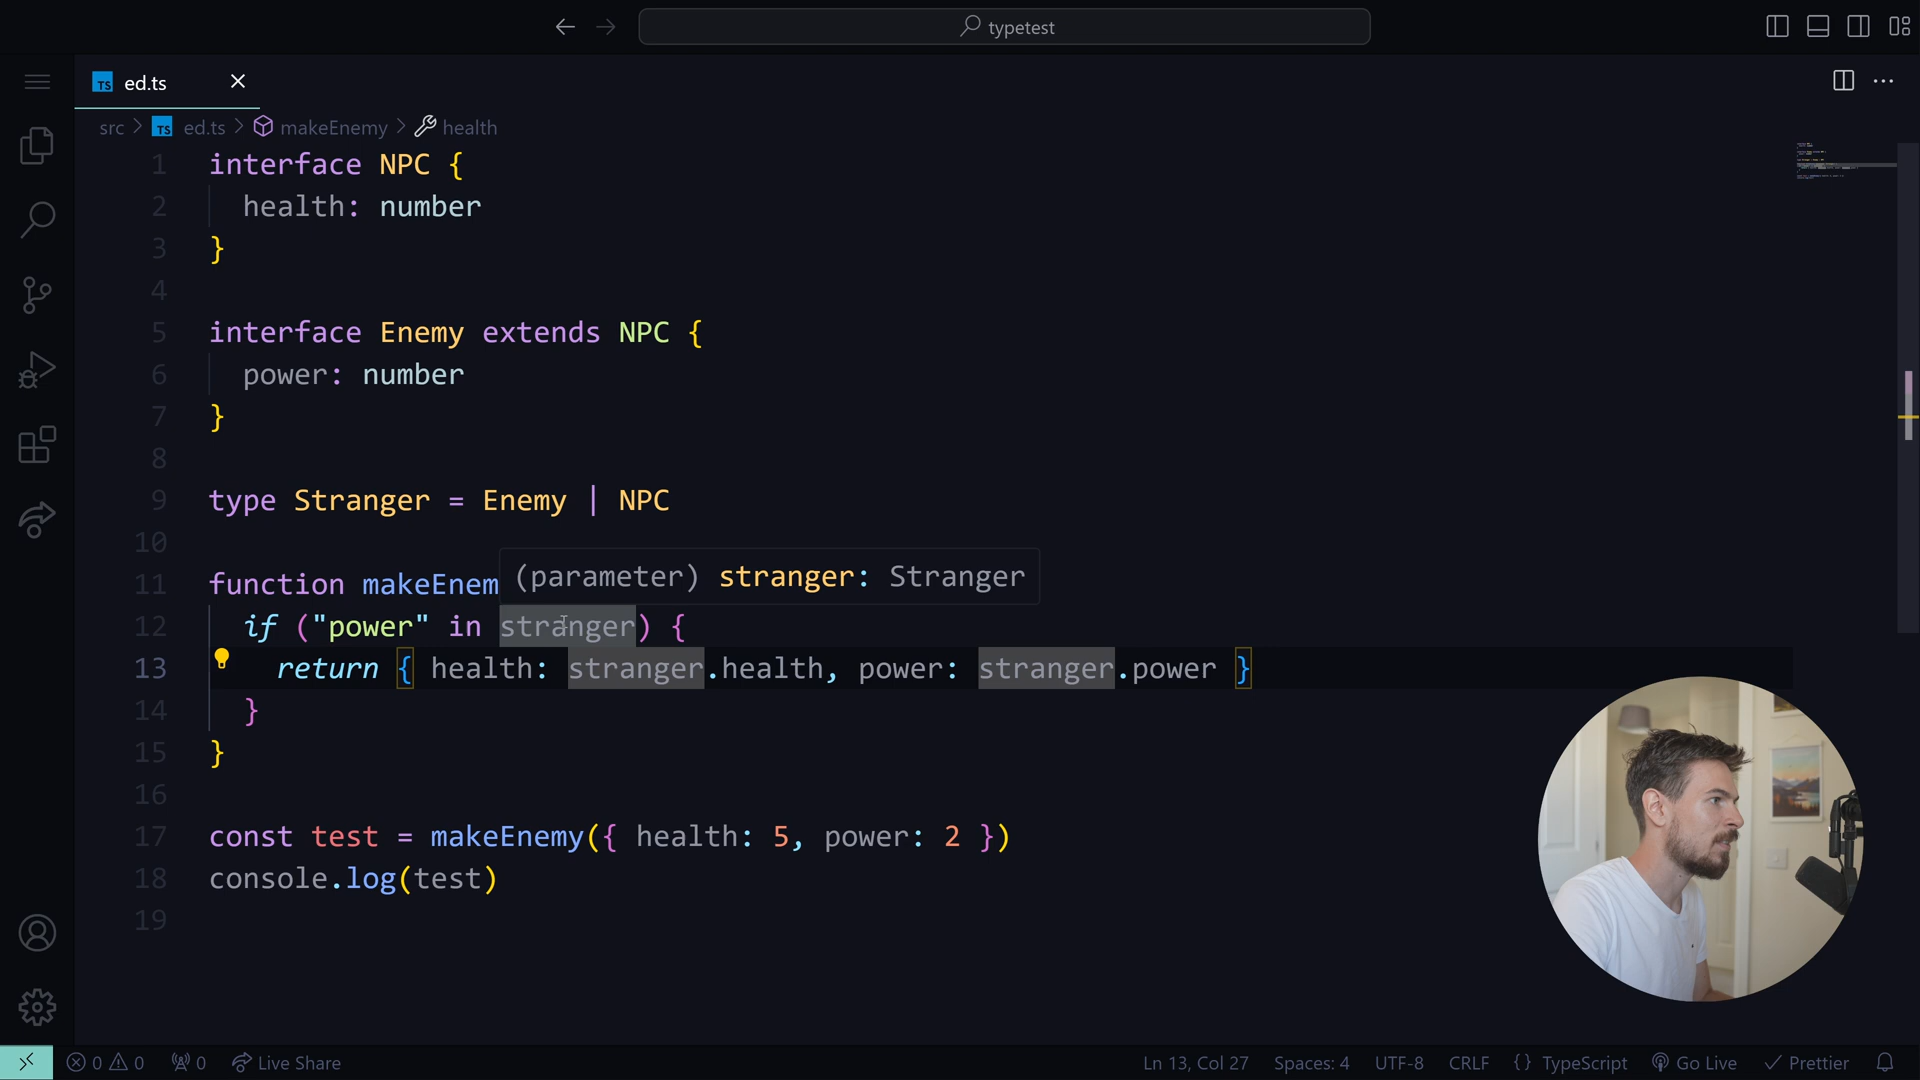 typetest
TS ed.ts
src > TS ed.ts > makeEnemy > health
1 interface NPC {
2 health: number
3 }
4
5 interface Enemy extends NPC {
6 power: number
7 }
8
9 type Stranger = Enemy | NPC
10
(parameter) stranger: Stranger
11 function makeEnem
12 if ("power" in stranger) {
13 return { health: stranger.health, power: stranger.power }
14 }
15 }
16
17 const test = makeEnemy({ health: 5, power: 2 })
18 console.log(test)
19
0 0 0 Live Share Ln 13, Col 27 Spaces: 4 UTF-8 CRLF {} TypeScript Go Live Prettier